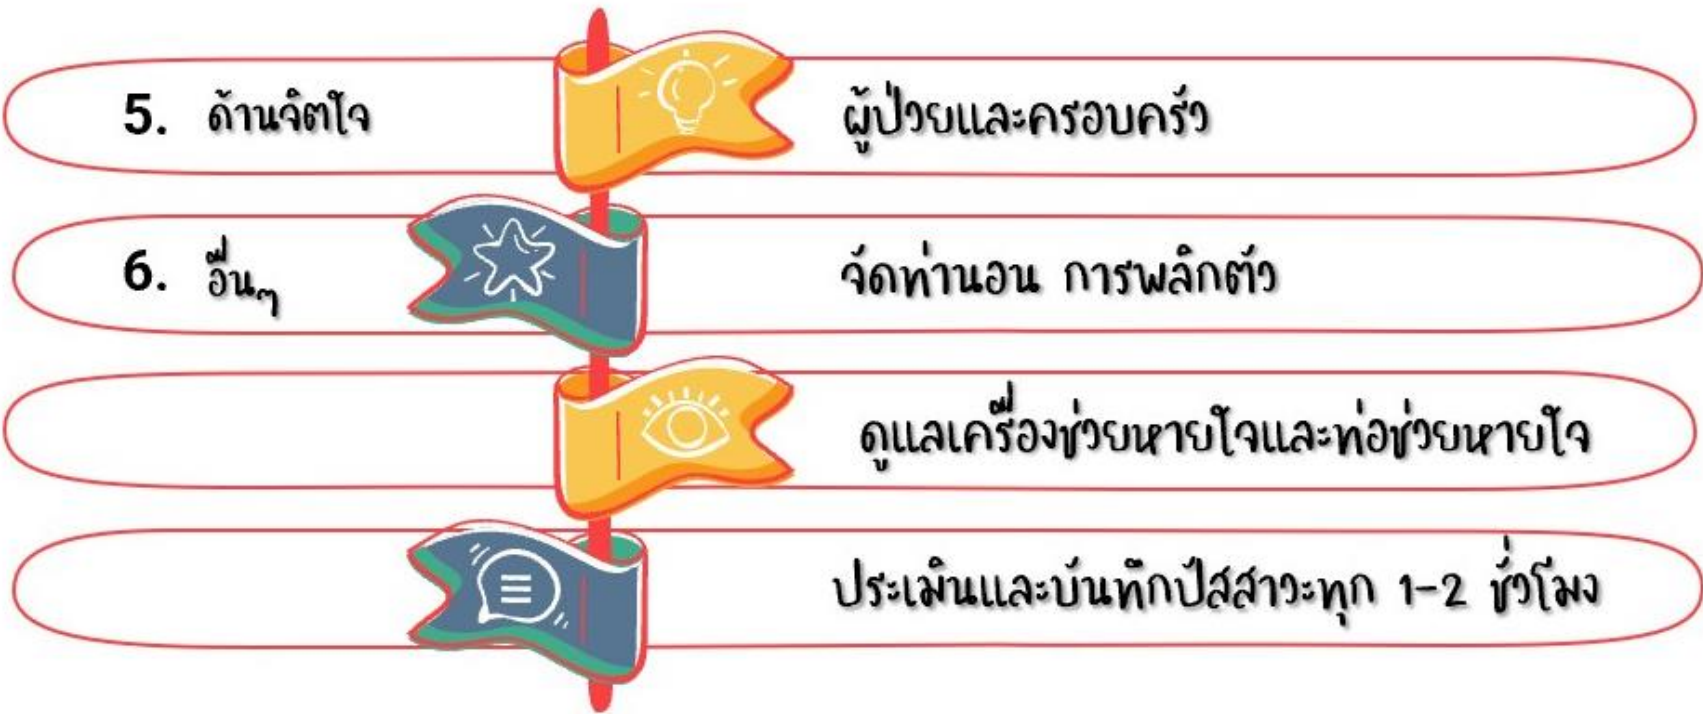 5. ด้านจิตใจ ผู้ป่วยและครอบครัว
6. อื่นๆ จัดท่านอน การพลิกตัว
ดูแลเครื่องช่วยหายใจและท่อช่วยหายใจ
ประเมินและบันทึกปัสสาวะทุก 1-2 ชั่วโมง